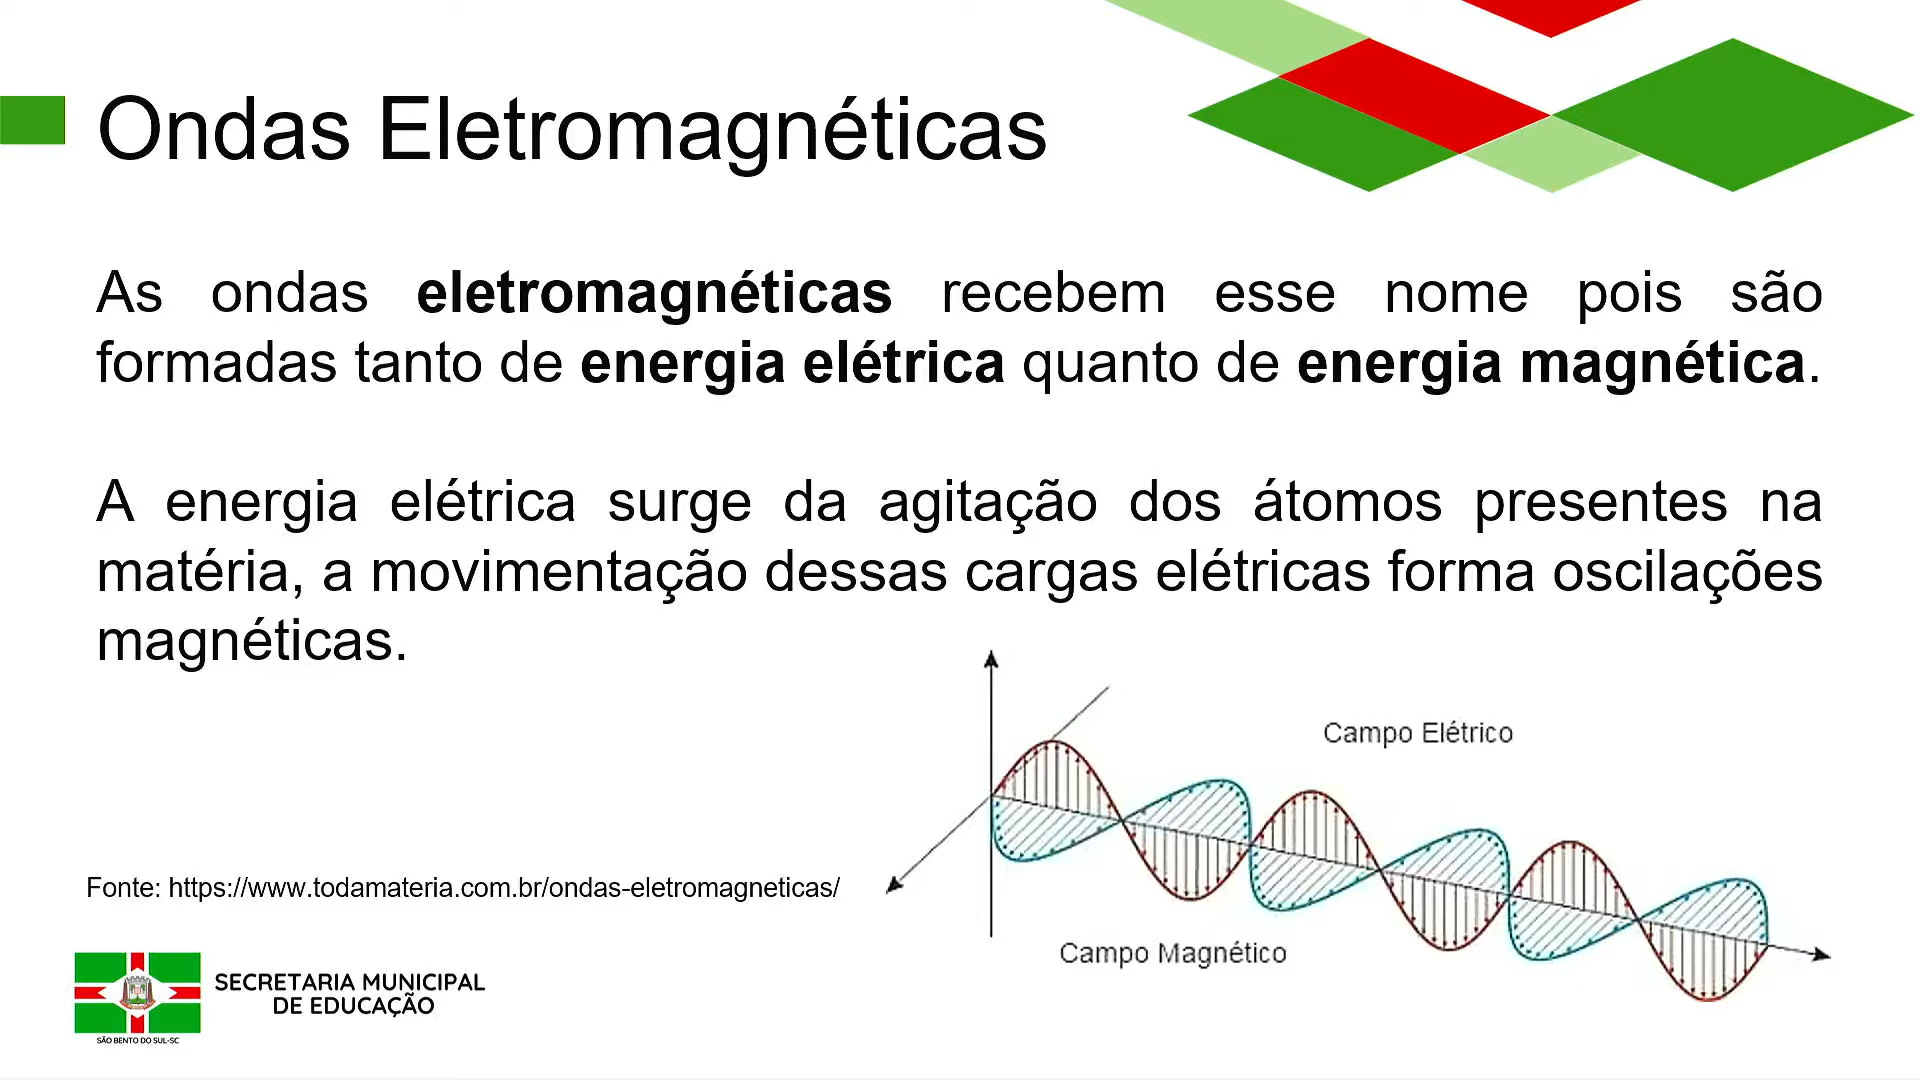 Ondas Eletromagnéticas
As ondas eletromagnéticas recebem esse nome pois são
formadas tanto de energia elétrica quanto de energia magnética.
A energia elétrica surge da agitação dos átomos presentes na
matéria, a movimentação dessas cargas elétricas forma oscilações
magnéticas.
Campo Elétrico
Fonte: https://www.todamateria.com.br/ondas-eletromagneticas/
Campo Magnético
SECRETARIA MUNICIPAL
DE EDUCAÇÃO
SÃO BENTO DO SUL-SC